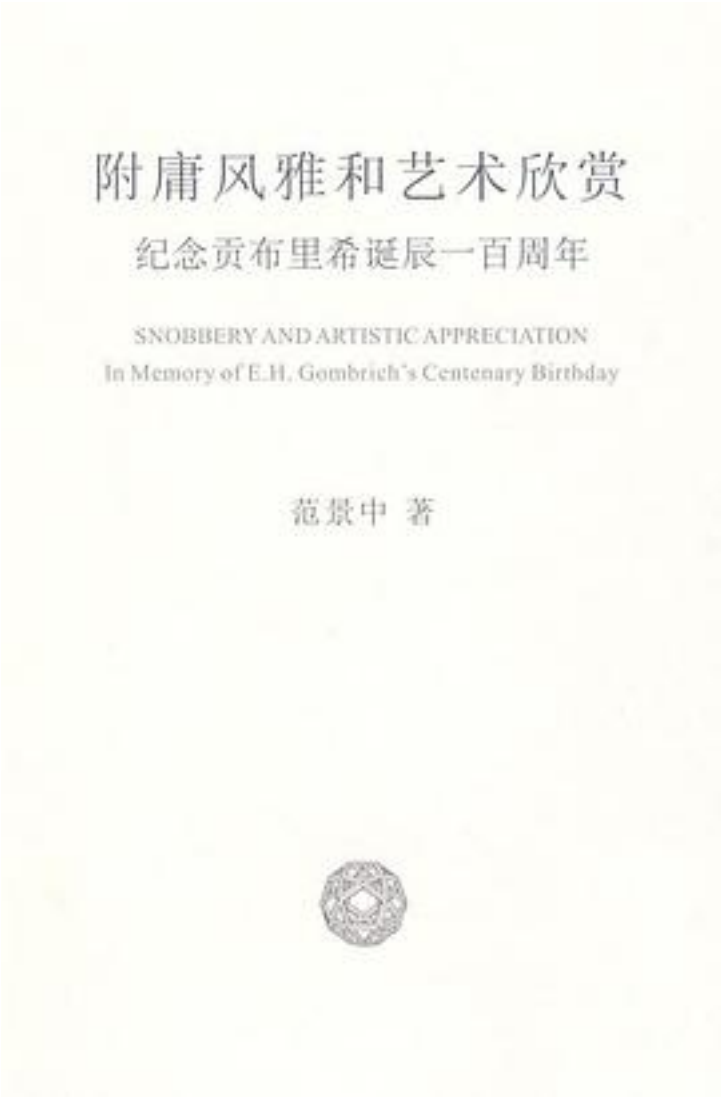 附庸风雅和艺术欣赏
纪念贡布里希诞辰一百周年
SNOBBERY AND ARTISTIC APPRECIATION
In Memory of E.H. Gombrich's Centenary Birthday
范景中 著